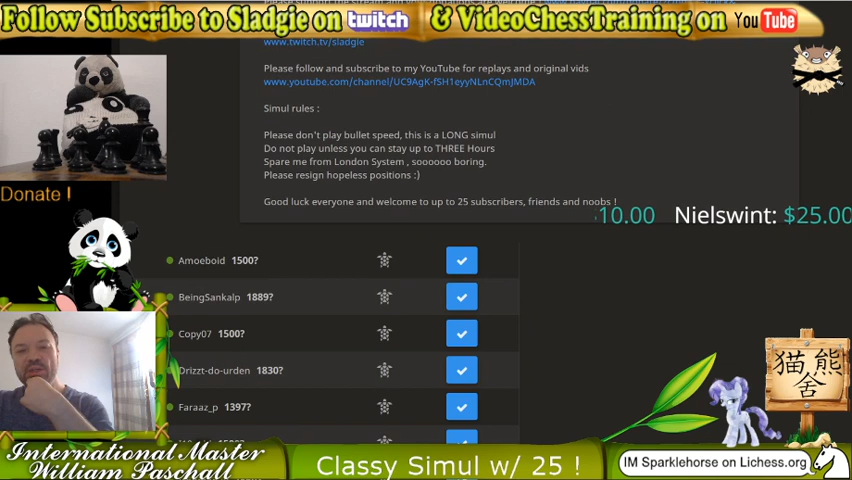 Follow Subscribe to Sladgie on twitch & VideoChessTraining on YouTube
www.twitch.tv/sladgie
Please follow and subscribe to my YouTube for replays and original vids
www.youtube.com/channel/UC9AgK-fSH1eyyNLnCQmJMDA
Simul rules :
Please don't play bullet speed, this is a LONG simul
Do not play unless you can stay up to THREE Hours
Spare me from London System , soooooo boring.
Please resign hopeless positions :)
Good luck everyone and welcome to up to 25 subscribers, friends and noobs !
Donate !
$10.00 Nielswint: $25.00
Amoeboid 1500?
BeingSankalp 1889?
Copy07 1500?
Drizzt-do-urden 1830?
Faraaz_p 1397?
猫熊
舍
International Master
William Paschall
Classy Simul w/ 25 !
IM Sparklehorse on Lichess.org